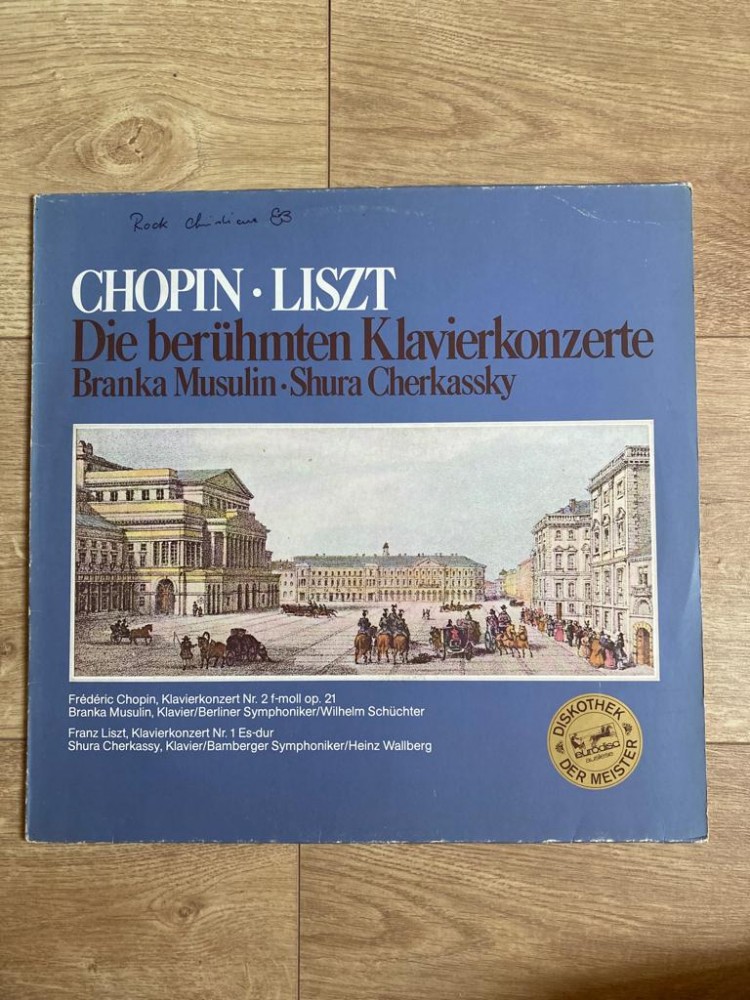 Rock
CHOPIN · LISZT
Die berühmten Klavierkonzerte
Branka Musulin · Shura Cherkassky
Frédéric Chopin, Klavierkonzert Nr. 2 f-moll op. 21
Branka Musulin, Klavier/Berliner Symphoniker/Wilhelm Schüchter
Franz Liszt, Klavierkonzert Nr. 1 Es-dur
Shura Cherkassy, Klavier/Bamberger Symphoniker/Heinz Wallberg
DISKOTHEK
eurodisc
auslese
DER MEISTER